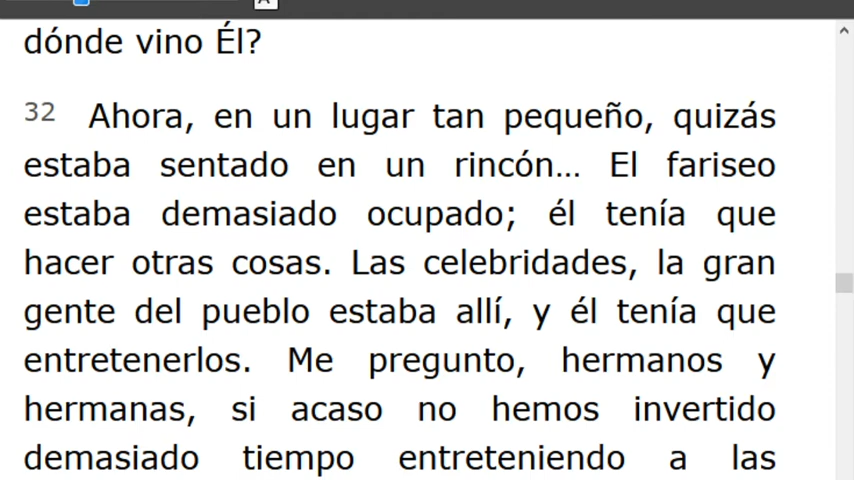 dónde vino Él?
32 Ahora, en un lugar tan pequeño, quizás
estaba sentado en un rincón… El fariseo
estaba demasiado ocupado; él tenía que
hacer otras cosas. Las celebridades, la gran
gente del pueblo estaba allí, y él tenía que
entretenerlos. Me pregunto, hermanos y
hermanas, si acaso no hemos invertido
demasiado tiempo entreteniendo a las